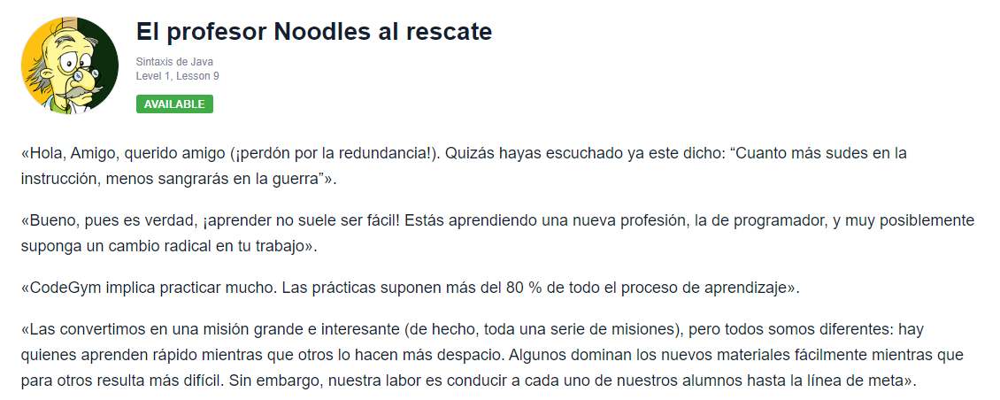 El profesor Noodles al rescate
Sintaxis de Java
Level 1, Lesson 9
AVAILABLE
«Hola, Amigo, querido amigo (¡perdón por la redundancia!). Quizás hayas escuchado ya este dicho: “Cuanto más sudes en la
instrucción, menos sangrarás en la guerra”».
«Bueno, pues es verdad, ¡aprender no suele ser fácil! Estás aprendiendo una nueva profesión, la de programador, y muy posiblemente
suponga un cambio radical en tu trabajo».
«CodeGym implica practicar mucho. Las prácticas suponen más del 80 % de todo el proceso de aprendizaje».
«Las convertimos en una misión grande e interesante (de hecho, toda una serie de misiones), pero todos somos diferentes: hay
quienes aprenden rápido mientras que otros lo hacen más despacio. Algunos dominan los nuevos materiales fácilmente mientras que
para otros resulta más difícil. Sin embargo, nuestra labor es conducir a cada uno de nuestros alumnos hasta la línea de meta».